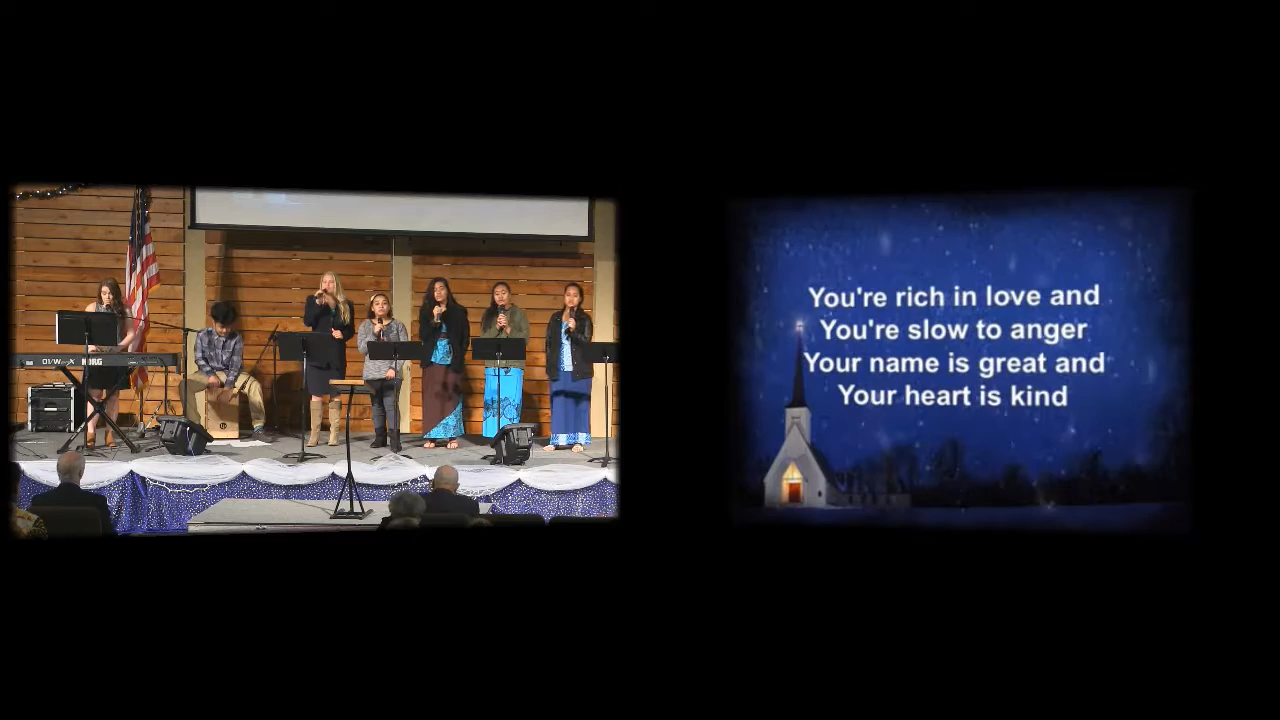 KORG
You're rich in love and
You're slow to anger
Your name is great and
Your heart is kind